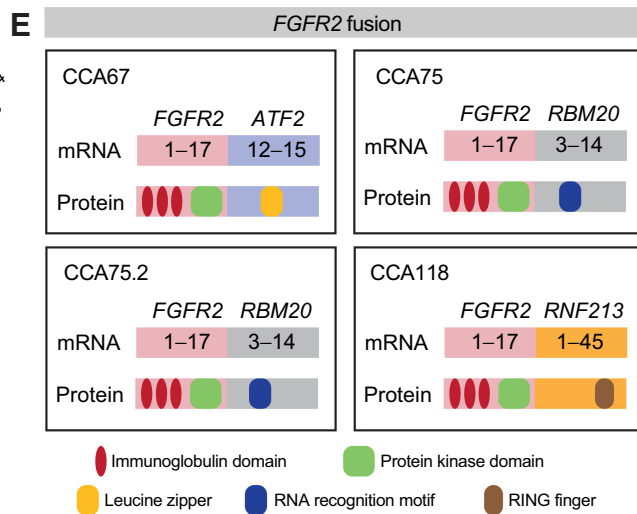 E
FGFR2 fusion
CCA67
FGFR2 ATF2
mRNA 1–17 12–15
Protein
CCA75
FGFR2 RBM20
mRNA 1–17 3–14
Protein
CCA75.2
FGFR2 RBM20
mRNA 1–17 3–14
Protein
CCA118
FGFR2 RNF213
mRNA 1–17 1–45
Protein
Immunoglobulin domain Protein kinase domain
Leucine zipper RNA recognition motif RING finger